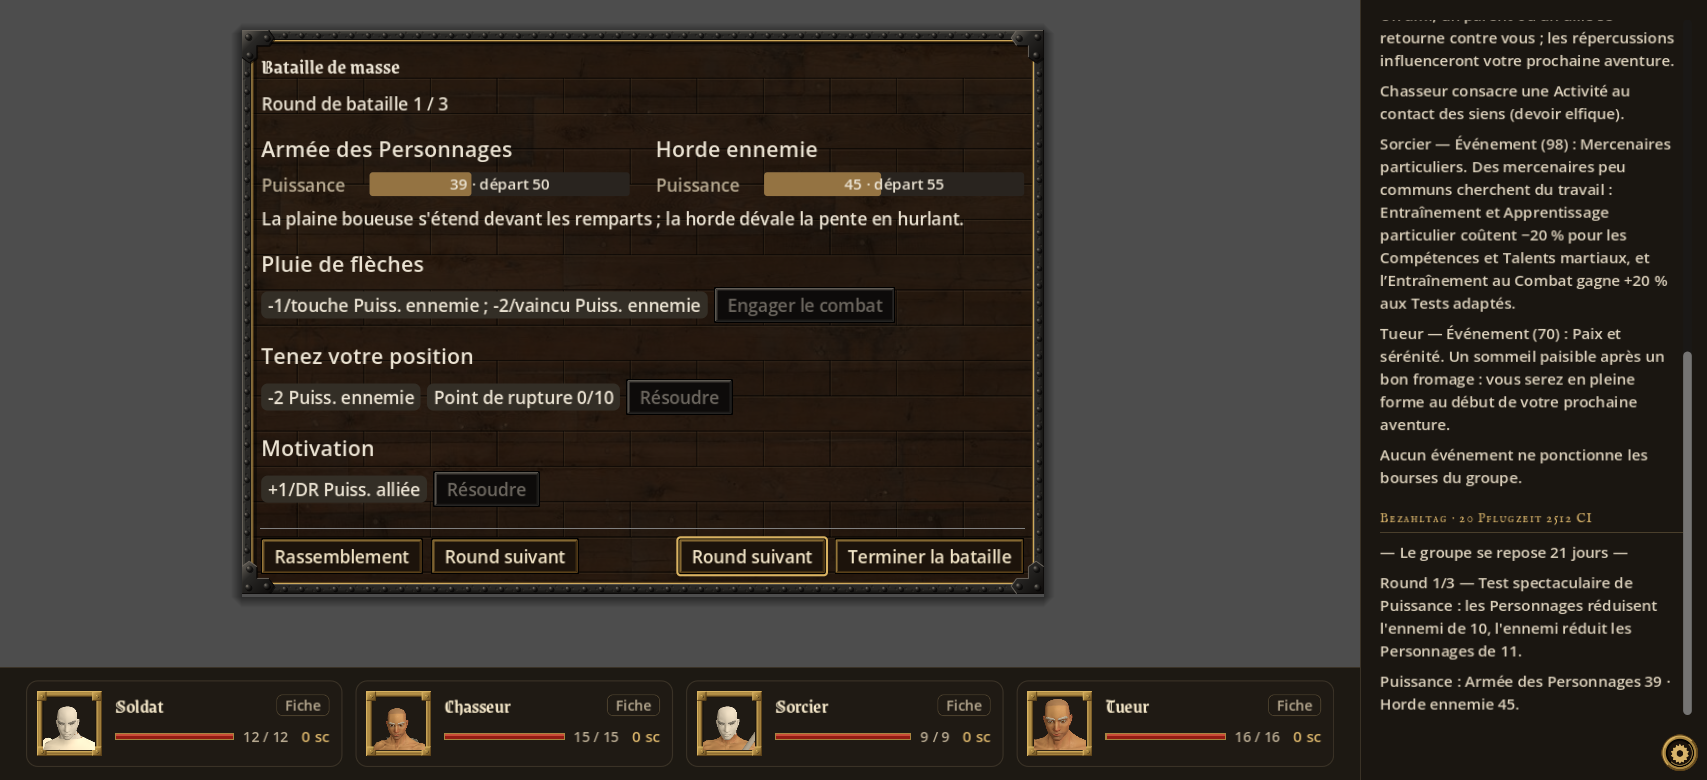 Bataille de masse
Round de bataille 1 / 3
Armée des Personnages
Horde ennemie
Puissance
39 · départ 50
Puissance
45 · départ 55
La plaine boueuse s'étend devant les remparts ; la horde dévale la pente en hurlant.
Pluie de flèches
-1/touche Puiss. ennemie ; -2/vaincu Puiss. ennemie
Engager le combat
Tenez votre position
-2 Puiss. ennemie
Point de rupture 0/10
Résoudre
Motivation
+1/DR Puiss. alliée
Résoudre
Rassemblement
Round suivant
Round suivant
Terminer la bataille
Soldat
Fiche
12 / 12
0 sc
Chasseur
Fiche
15 / 15
0 sc
Sorcier
Fiche
9 / 9
0 sc
Tueur
Fiche
16 / 16
0 sc
retourne contre vous ; les répercussions
influenceront votre prochaine aventure.
Chasseur consacre une Activité au
contact des siens (devoir elfique).
Sorcier — Événement (98) : Mercenaires
particuliers. Des mercenaires peu
communs cherchent du travail :
Entraînement et Apprentissage
particulier coûtent −20 % pour les
Compétences et Talents martiaux, et
l’Entraînement au Combat gagne +20 %
aux Tests adaptés.
Tueur — Événement (70) : Paix et
sérénité. Un sommeil paisible après un
bon fromage : vous serez en pleine
forme au début de votre prochaine
aventure.
Aucun événement ne ponctionne les
bourses du groupe.
Bezahltag · 20 Pflugzeit 2512 CI
— Le groupe se repose 21 jours —
Round 1/3 — Test spectaculaire de
Puissance : les Personnages réduisent
l'ennemi de 10, l'ennemi réduit les
Personnages de 11.
Puissance : Armée des Personnages 39 ·
Horde ennemie 45.